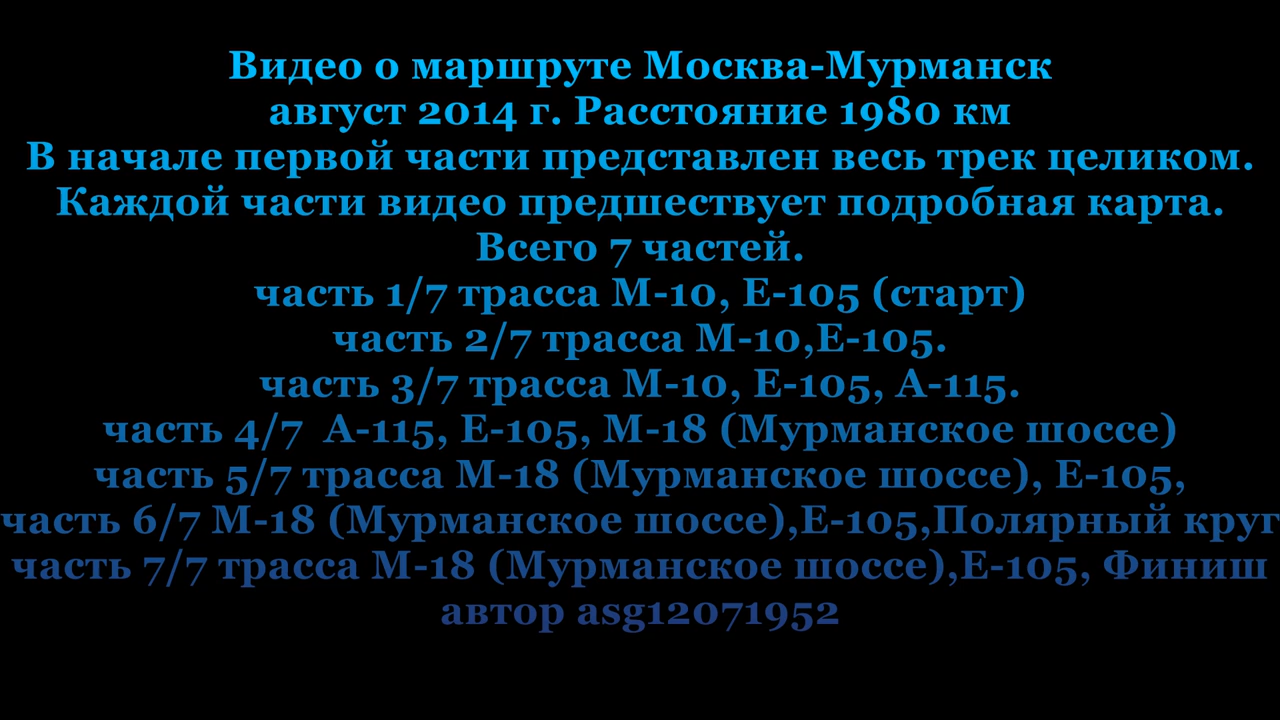 Видео о маршруте Москва-Мурманск
август 2014 г. Расстояние 1980 км
В начале первой части представлен весь трек целиком.
Каждой части видео предшествует подробная карта.
Всего 7 частей.
часть 1/7 трасса М-10, Е-105 (старт)
часть 2/7 трасса М-10,Е-105.
часть 3/7 трасса М-10, Е-105, А-115.
часть 4/7  А-115, Е-105, М-18 (Мурманское шоссе)
часть 5/7 трасса М-18 (Мурманское шоссе), Е-105,
часть 6/7 М-18 (Мурманское шоссе),Е-105,Полярный круг
часть 7/7 трасса М-18 (Мурманское шоссе),Е-105, Финиш
автор asg12071952